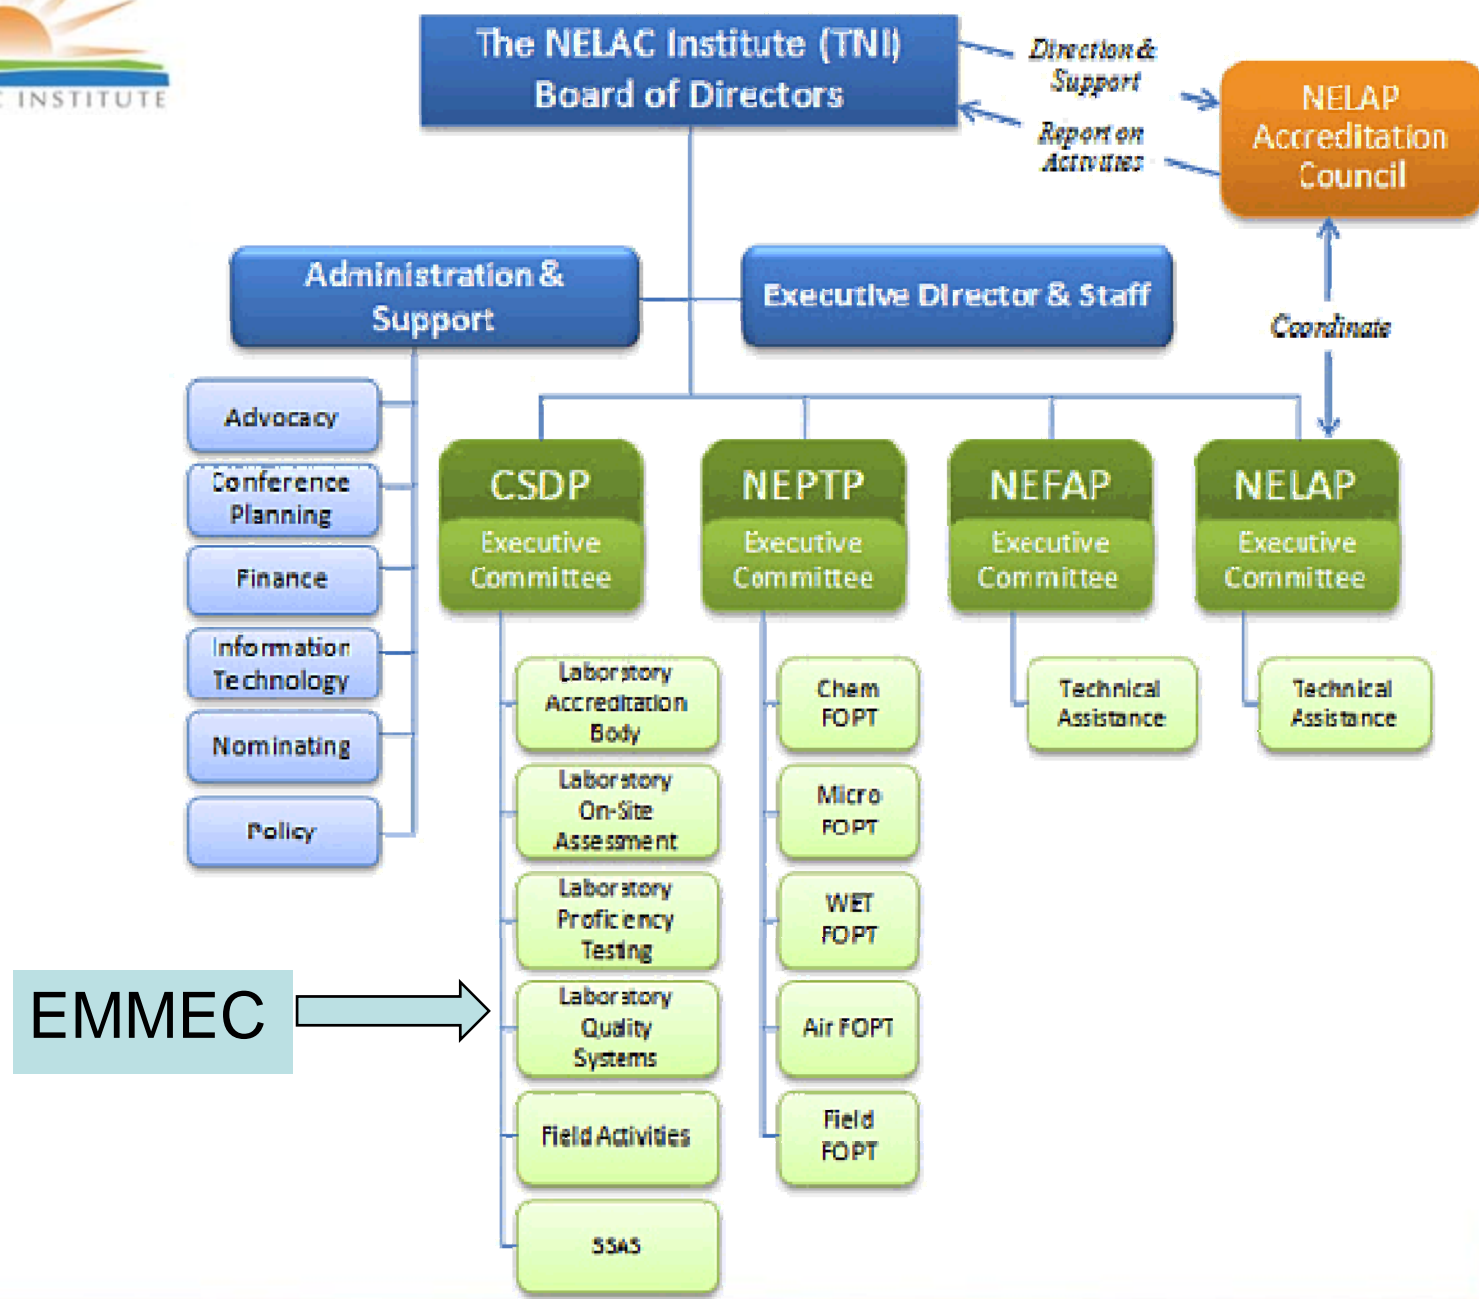 C INSTITUTE
The NELAC Institute (TNI)
Board of Directors
Direction &
Support
Report on
Activities
NELAP
Accreditation
Council
Coordinate
Administration &
Support
Executive Director & Staff
Advocacy
Conference
Planning
Finance
Information
Technology
Nominating
Policy
CSDP
Executive
Committee
NEPTP
Executive
Committee
NEFAP
Executive
Committee
NELAP
Executive
Committee
Laboratory
Accreditation
Body
Laboratory
On-Site
Assessment
Laboratory
Proficiency
Testing
Laboratory
Quality
Systems
Field Activities
SSAS
Chem
FOPT
Micro
FOPT
WET
FOPT
Air FOPT
Field
FOPT
Technical
Assistance
Technical
Assistance
EMMEC